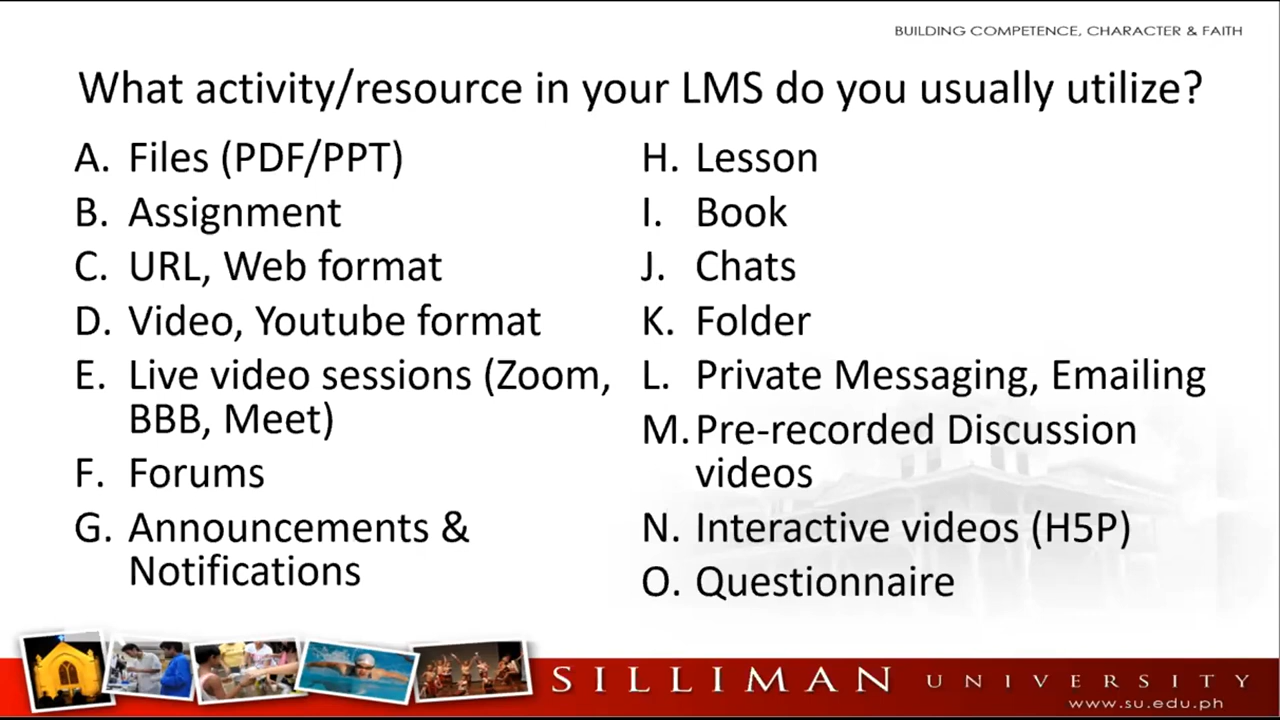 BUILDING COMPETENCE, CHARACTER & FAITH
What activity/resource in your LMS do you usually utilize?
A. Files (PDF/PPT)
B. Assignment
C. URL, Web format
D. Video, Youtube format
E. Live video sessions (Zoom,
BBB, Meet)
F. Forums
G. Announcements &
Notifications
H. Lesson
I. Book
J. Chats
K. Folder
L. Private Messaging, Emailing
M. Pre-recorded Discussion
videos
N. Interactive videos (H5P)
O. Questionnaire
SILLIMAN UNIVERSITY
www.su.edu.ph